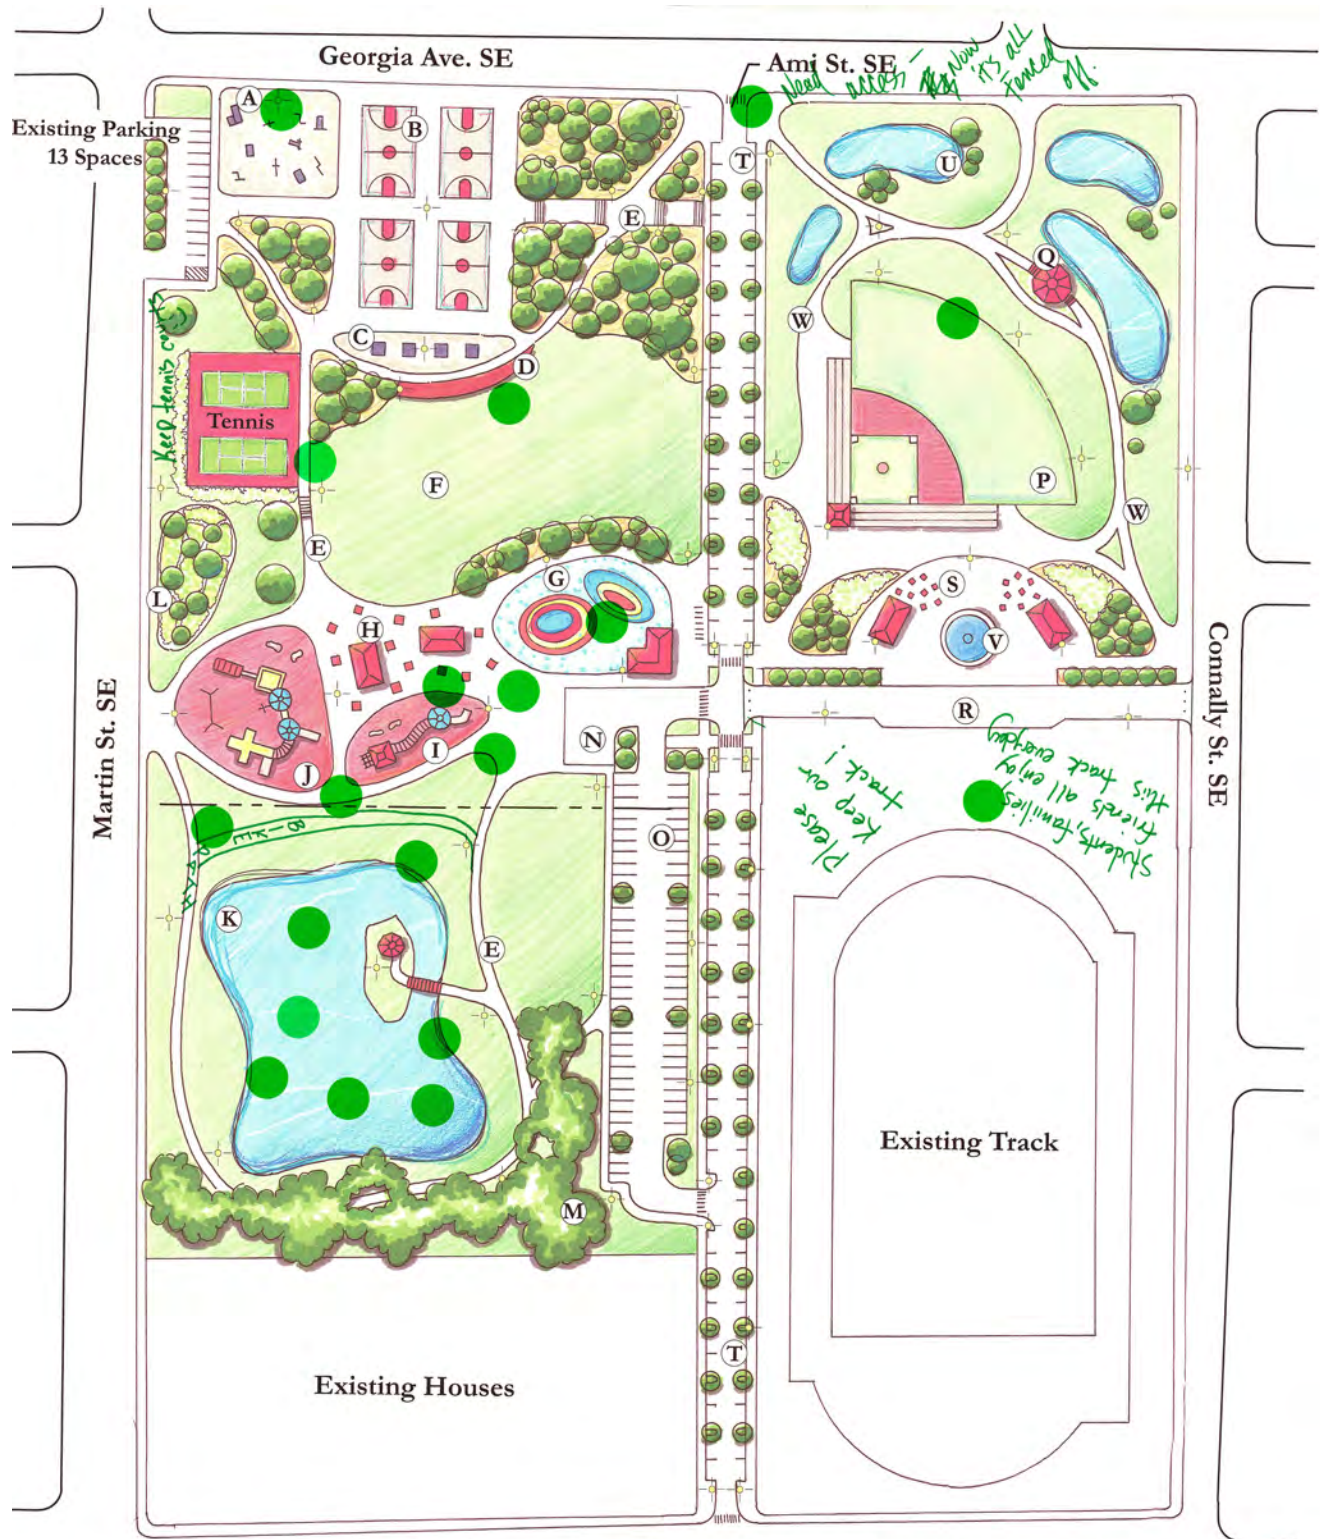 Georgia Ave. SE
Ami St. SE
Need access – Now it's all Fenced off.
Existing Parking
13 Spaces
A
B
T
U
E
Q
C
D
W
Keep tennis courts
Tennis
F
P
W
E
L
G
S
H
V
Connally St. SE
Martin St. SE
R
N
I
J
Please
Keep our
track!
Students, families,
friends all enjoy
this track everyday
BIKE PATH
O
K
E
Existing Track
M
Existing Houses
T